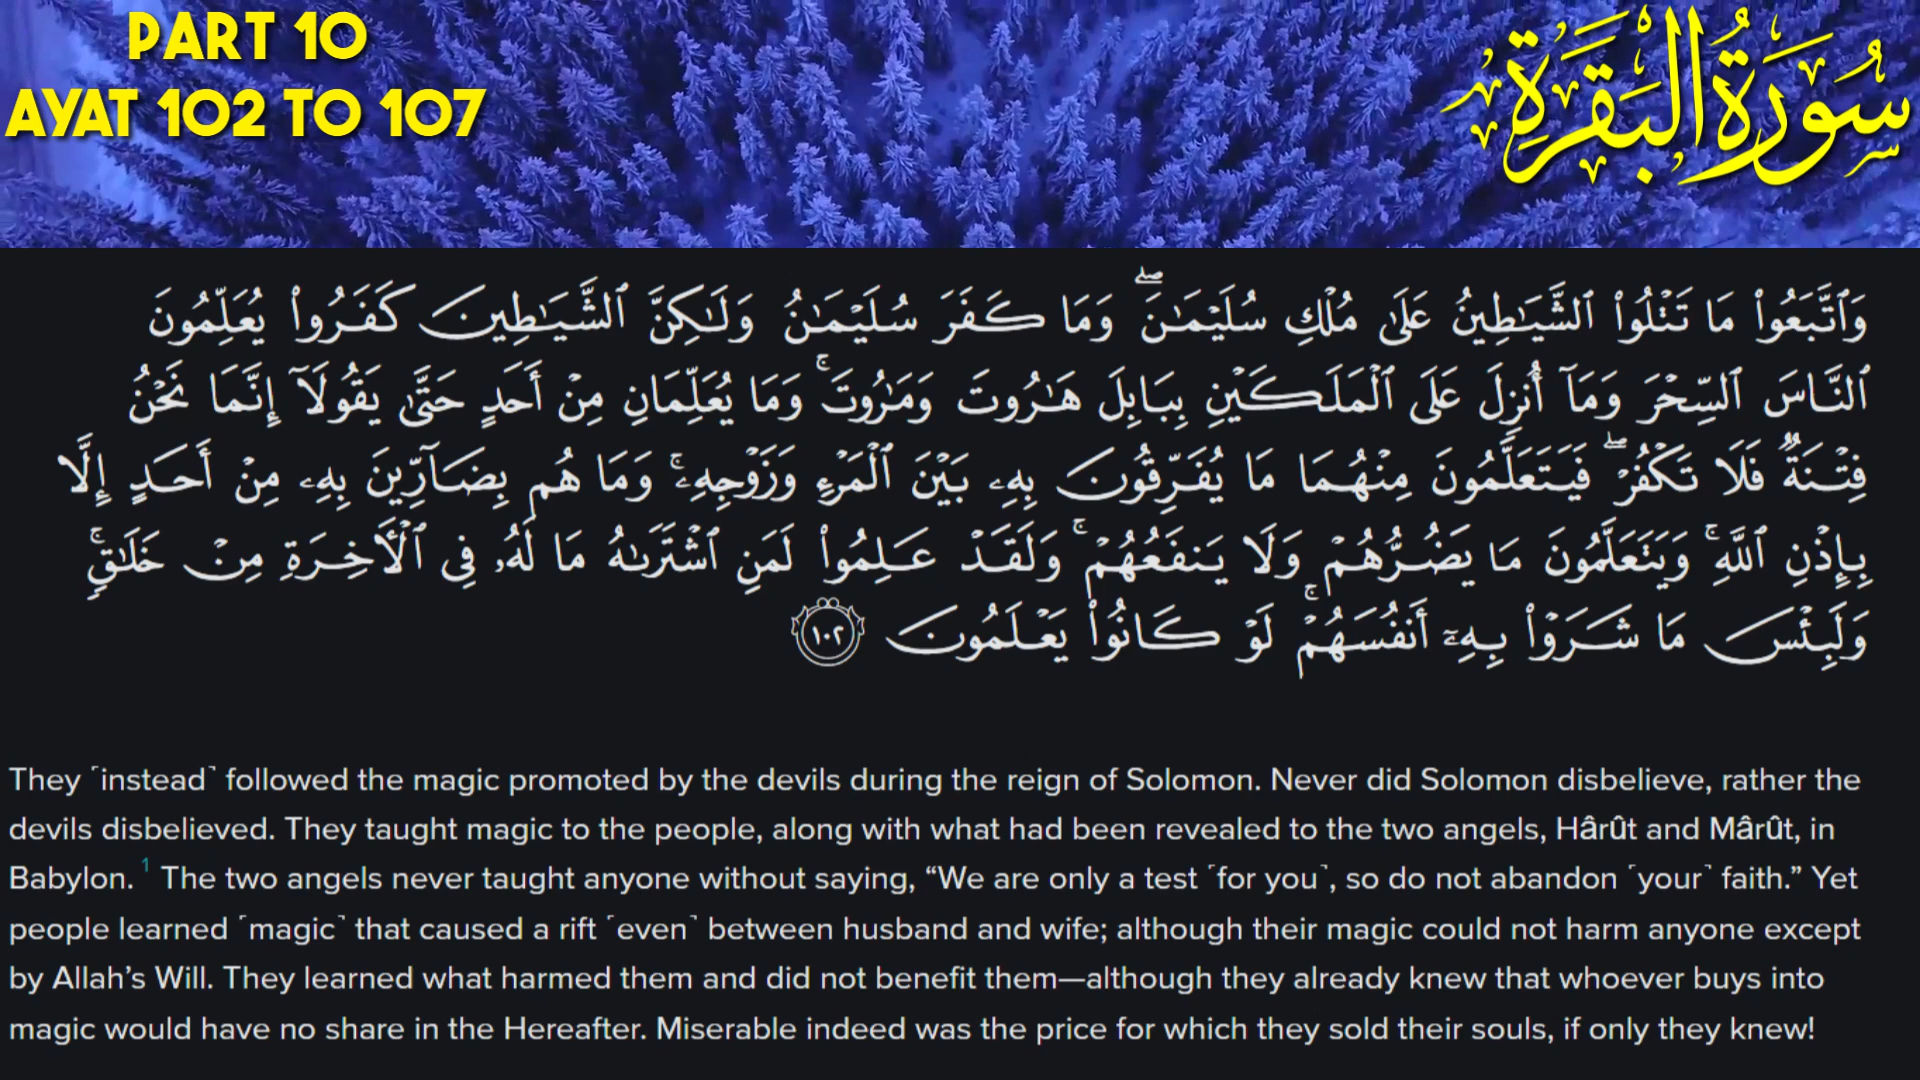 PART 10
AYAT 102 TO 107
سُورَةُ البَقَرَةِ
وَٱتَّبَعُوا۟ مَا تَتْلُوا۟ ٱلشَّيَـٰطِينُ عَلَىٰ مُلْكِ سُلَيْمَـٰنَ ۖ وَمَا كَفَرَ سُلَيْمَـٰنُ وَلَـٰكِنَّ ٱلشَّيَـٰطِينَ كَفَرُوا۟ يُعَلِّمُونَ
ٱلنَّاسَ ٱلسِّحْرَ وَمَآ أُنزِلَ عَلَى ٱلْمَلَكَيْنِ بِبَابِلَ هَـٰرُوتَ وَمَـٰرُوتَ ۚ وَمَا يُعَلِّمَانِ مِنْ أَحَدٍ حَتَّىٰ يَقُولَآ إِنَّمَا نَحْنُ
فِتْنَةٌ فَلَا تَكْفُرْ ۖ فَيَتَعَلَّمُونَ مِنْهُمَا مَا يُفَرِّقُونَ بِهِۦ بَيْنَ ٱلْمَرْءِ وَزَوْجِهِۦ ۚ وَمَا هُم بِضَآرِّينَ بِهِۦ مِنْ أَحَدٍ إِلَّا
بِإِذْنِ ٱللَّهِ ۚ وَيَتَعَلَّمُونَ مَا يَضُرُّهُمْ وَلَا يَنفَعُهُمْ ۚ وَلَقَدْ عَلِمُوا۟ لَمَنِ ٱشْتَرَىٰهُ مَا لَهُۥ فِى ٱلْـَٔاخِرَةِ مِنْ خَلَـٰقٍ ۚ
وَلَبِئْسَ مَا شَرَوْا۟ بِهِۦٓ أَنفُسَهُمْ ۚ لَوْ كَانُوا۟ يَعْلَمُونَ ١٠٢
They ˹instead˺ followed the magic promoted by the devils during the reign of Solomon. Never did Solomon disbelieve, rather the
devils disbelieved. They taught magic to the people, along with what had been revealed to the two angels, Hârût and Mârût, in
Babylon. 1 The two angels never taught anyone without saying, “We are only a test ˹for you˺, so do not abandon ˹your˺ faith.” Yet
people learned ˹magic˺ that caused a rift ˹even˺ between husband and wife; although their magic could not harm anyone except
by Allah’s Will. They learned what harmed them and did not benefit them—although they already knew that whoever buys into
magic would have no share in the Hereafter. Miserable indeed was the price for which they sold their souls, if only they knew!